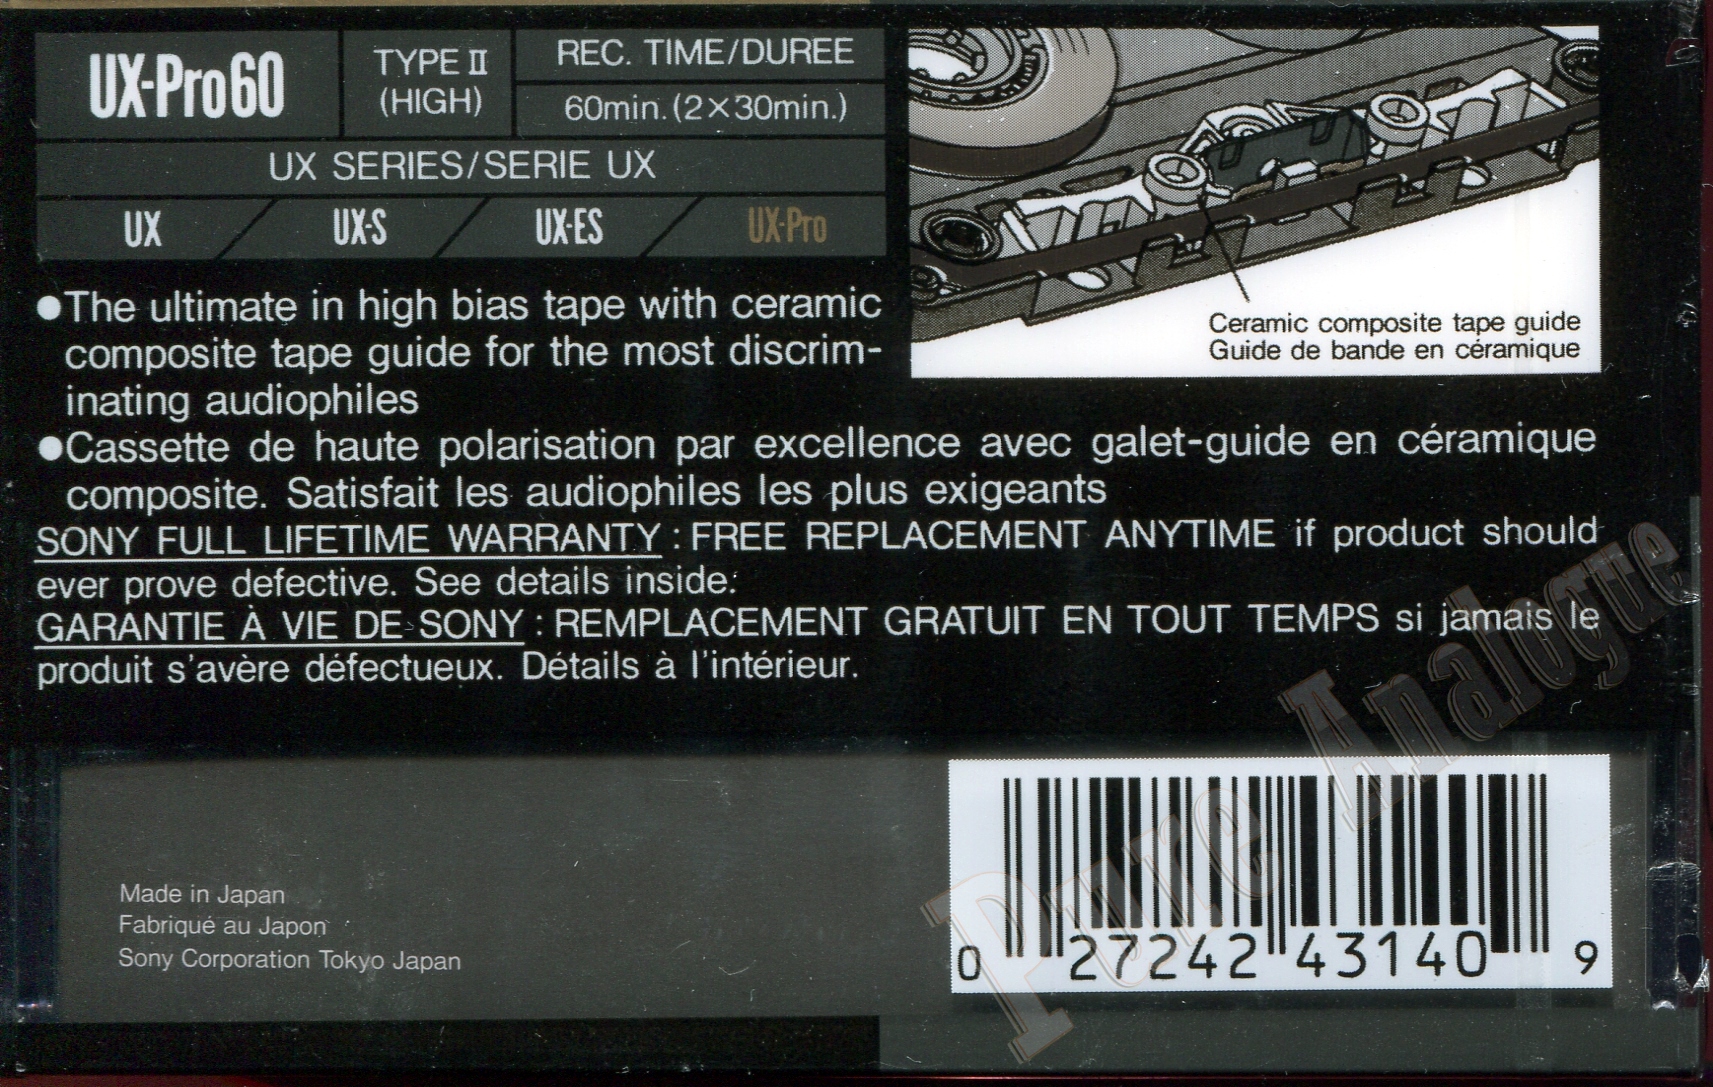 UX-Pro60
TYPE II
(HIGH)
REC. TIME/DUREE
60min. (2×30min.)
UX SERIES/SERIE UX
UX
UX-S
UX-ES
UX-Pro
Ceramic composite tape guide
Guide de bande en céramique
●The ultimate in high bias tape with ceramic
composite tape guide for the most discrim-
inating audiophiles
●Cassette de haute polarisation par excellence avec galet-guide en céramique
composite. Satisfait les audiophiles les plus exigeants
SONY FULL LIFETIME WARRANTY : FREE REPLACEMENT ANYTIME if product should
ever prove defective. See details inside.
GARANTIE À VIE DE SONY : REMPLACEMENT GRATUIT EN TOUT TEMPS si jamais le
produit s'avère défectueux. Détails à l'intérieur.
Made in Japan
Fabriqué au Japon
Sony Corporation Tokyo Japan
0 27242 43140 9
Pure Analogue